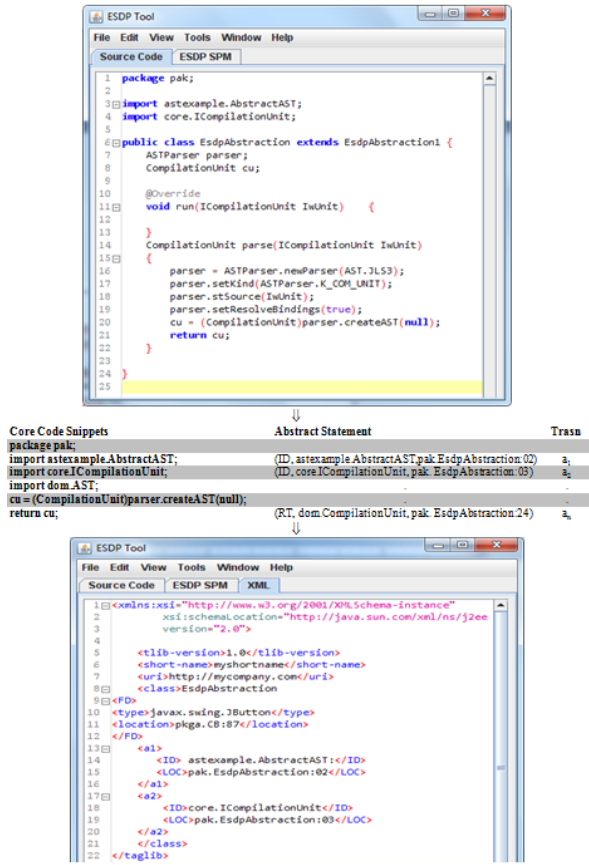 ESDP Tool
File Edit View Tools Window Help
Source Code ESDP SPM
1 package pak;
2
3 import astexample.AbstractAST;
4 import core.ICompilationUnit;
5
6 public class EsdpAbstraction extends EsdpAbstraction1 {
7 ASTParser parser;
8 CompilationUnit cu;
9
10 @Override
11 void run(ICompilationUnit IwUnit) {
12
13 }
14 CompilationUnit parse(ICompilationUnit IwUnit)
15 {
16 parser = ASTParser.newParser(AST.JLS3);
17 parser.setKind(ASTParser.K_COM_UNIT);
18 parser.stSource(IwUnit);
19 parser.setResolveBindings(true);
20 cu = (CompilationUnit)parser.createAST(null);
21 return cu;
22 }
23
24 }
25
⇓
Core Code Snippets Abstract Statement Trasn
package pak;
import astexample.AbstractAST; (ID, astexample.AbstractAST,pak.EsdpAbstraction:02) a1
import core.ICompilationUnit; (ID, core.ICompilationUnit, pak. EsdpAbstraction:03) a2
import dom.AST; . .
cu = (CompilationUnit)parser.createAST(null); . .
return cu; (RT, dom.CompilationUnit, pak. EsdpAbstraction:24) an
⇓
ESDP Tool
File Edit View Tools Window Help
Source Code ESDP SPM XML
1 <xmlns:xsi="http://www.w3.org/2001/XMLSchema-instance"
2 xsi:schemaLocation="http://java.sun.com/xml/ns/j2ee
3 version="2.0">
4
5 <tlib-version>1.0</tlib-version>
6 <short-name>myshortname</short-name>
7 <uri>http://mycompany.com</uri>
8 <class>EsdpAbstraction
9 <FD>
10 <type>javax.swing.JButton</type>
11 <location>pkga.CB:87</location>
12 </FD>
13 <a1>
14 <ID> astexample.AbstractAST:</ID>
15 <LOC>pak.EsdpAbstraction:02</LOC>
16 </a1>
17 <a2>
18 <ID>core.ICompilationUnit</ID>
19 <LOC>pak.EsdpAbstraction:03</LOC>
20 </a2>
21 </class>
22 </taglib>